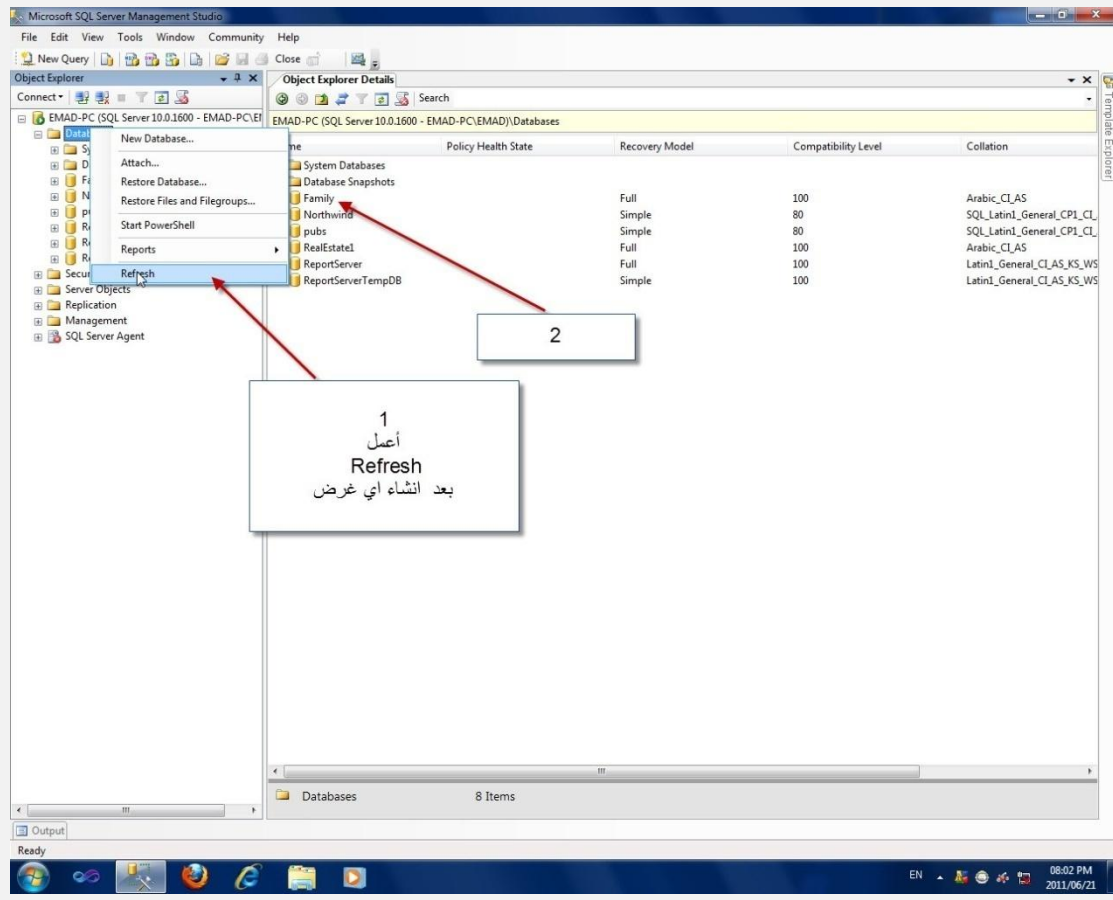 Microsoft SQL Server Management Studio
File Edit View Tools Window Community Help
New Query Close
Object Explorer
Connect
EMAD-PC (SQL Server 10.0.1600 - EMAD-PC\
Security
Server Objects
Replication
Management
SQL Server Agent
New Database...
Attach...
Restore Database...
Restore Files and Filegroups...
Start PowerShell
Reports
Refresh
Object Explorer Details
Search
EMAD-PC (SQL Server 10.0.1600 - EMAD-PC\EMAD)\Databases
Policy Health State Recovery Model Compatibility Level Collation
System Databases
Database Snapshots
Family Full 100 Arabic_CI_AS
Northwind Simple 80 SQL_Latin1_General_CP1_CI_
pubs Simple 80 SQL_Latin1_General_CP1_CI_
RealEstate1 Full 100 Arabic_CI_AS
ReportServer Full 100 Latin1_General_CI_AS_KS_WS
ReportServerTempDB Simple 100 Latin1_General_CI_AS_KS_WS
2
1
أعمل
Refresh
بعد انشاء اي غرض
Template Explorer
Databases 8 Items
Output
Ready
EN 08:02 PM
2011/06/21